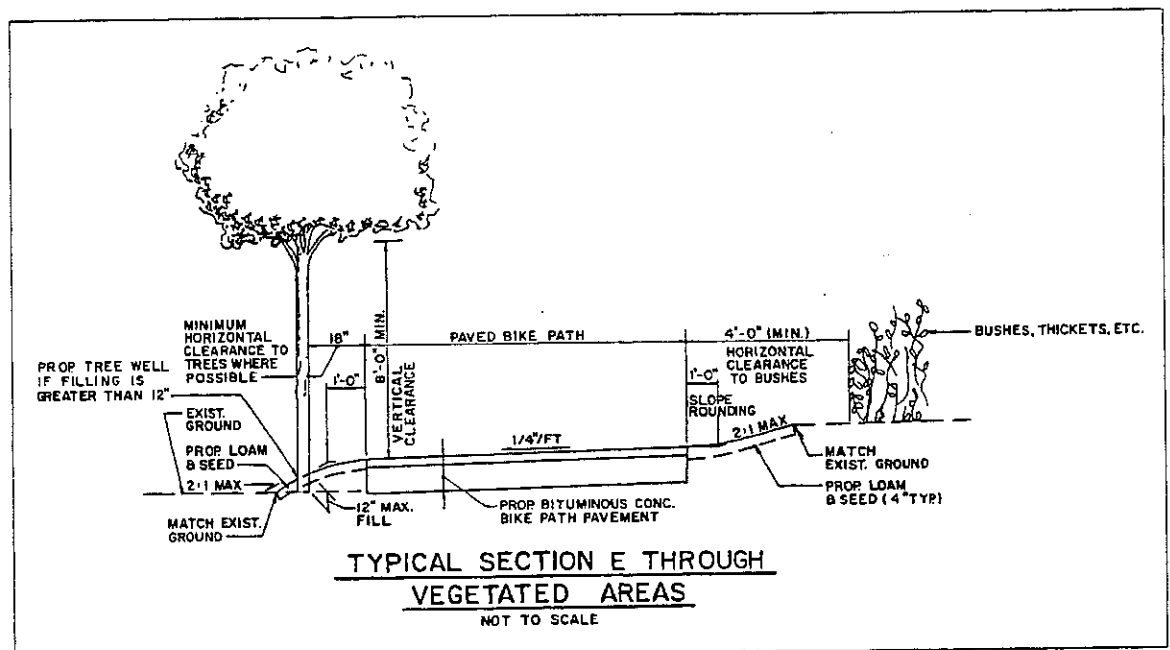 MINIMUM
HORIZONTAL
CLEARANCE TO
TREES WHERE
POSSIBLE
18"
8'-0" MIN.
VERTICAL
CLEARANCE
PAVED BIKE PATH
4'-0" (MIN.)
HORIZONTAL
CLEARANCE
TO BUSHES
BUSHES, THICKETS, ETC.
PROP TREE WELL
IF FILLING IS
GREATER THAN 12"
1'-0"
1'-0"
SLOPE
ROUNDING
EXIST.
GROUND
PROP. LOAM
& SEED
2:1 MAX
1/4"/FT
2:1 MAX
MATCH
EXIST. GROUND
PROP. LOAM
& SEED (4" TYP.)
MATCH EXIST.
GROUND
12" MAX.
FILL
PROP BITUMINOUS CONC.
BIKE PATH PAVEMENT
TYPICAL SECTION E THROUGH
VEGETATED AREAS
NOT TO SCALE